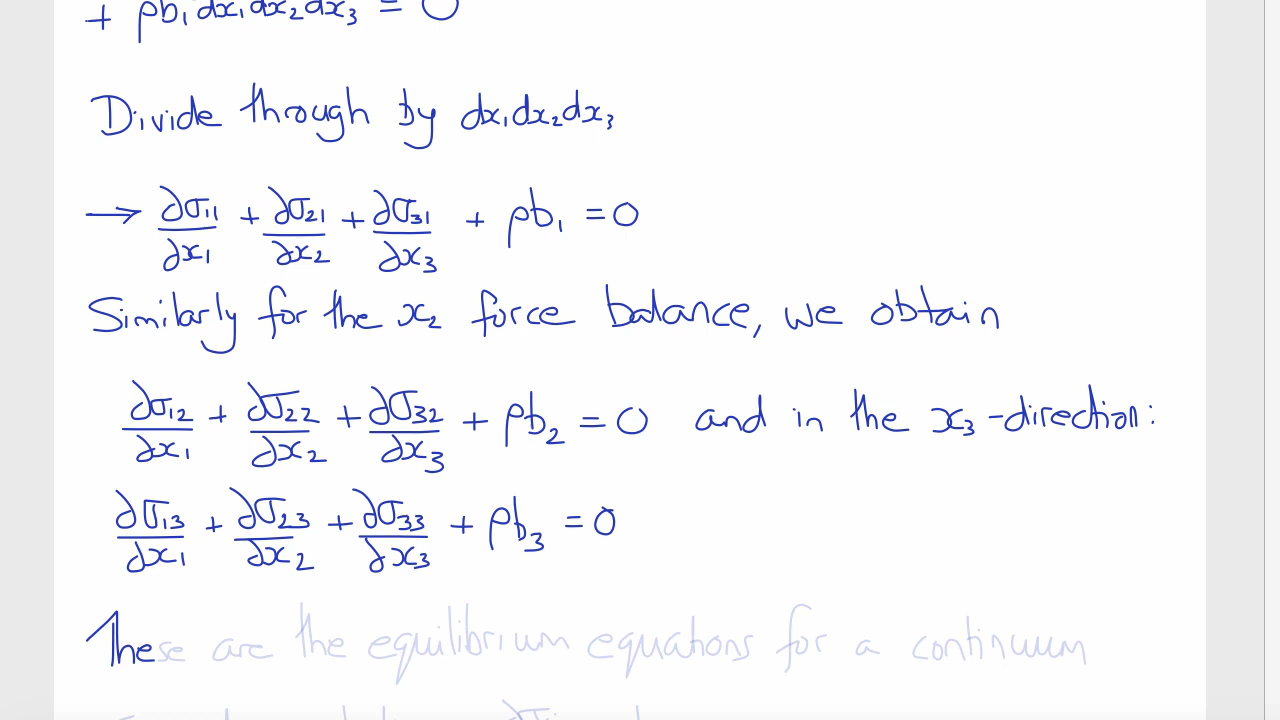 + ρb₁dx₁dx₂dx₃ = 0
Divide through by dx₁dx₂dx₃
→ ∂σ₁₁/∂x₁ + ∂σ₂₁/∂x₂ + ∂σ₃₁/∂x₃ + ρb₁ = 0
Similarly for the x₂ force balance, we obtain
∂σ₁₂/∂x₁ + ∂σ₂₂/∂x₂ + ∂σ₃₂/∂x₃ + ρb₂ = 0 and in the x₃-direction:
∂σ₁₃/∂x₁ + ∂σ₂₃/∂x₂ + ∂σ₃₃/∂x₃ + ρb₃ = 0
These are the equilibrium equations for a continuum